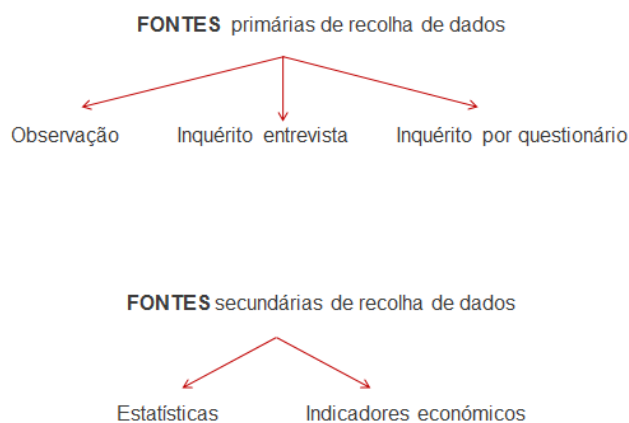 FONTES primárias de recolha de dados
Observação Inquérito entrevista Inquérito por questionário
FONTES secundárias de recolha de dados
Estatísticas Indicadores económicos